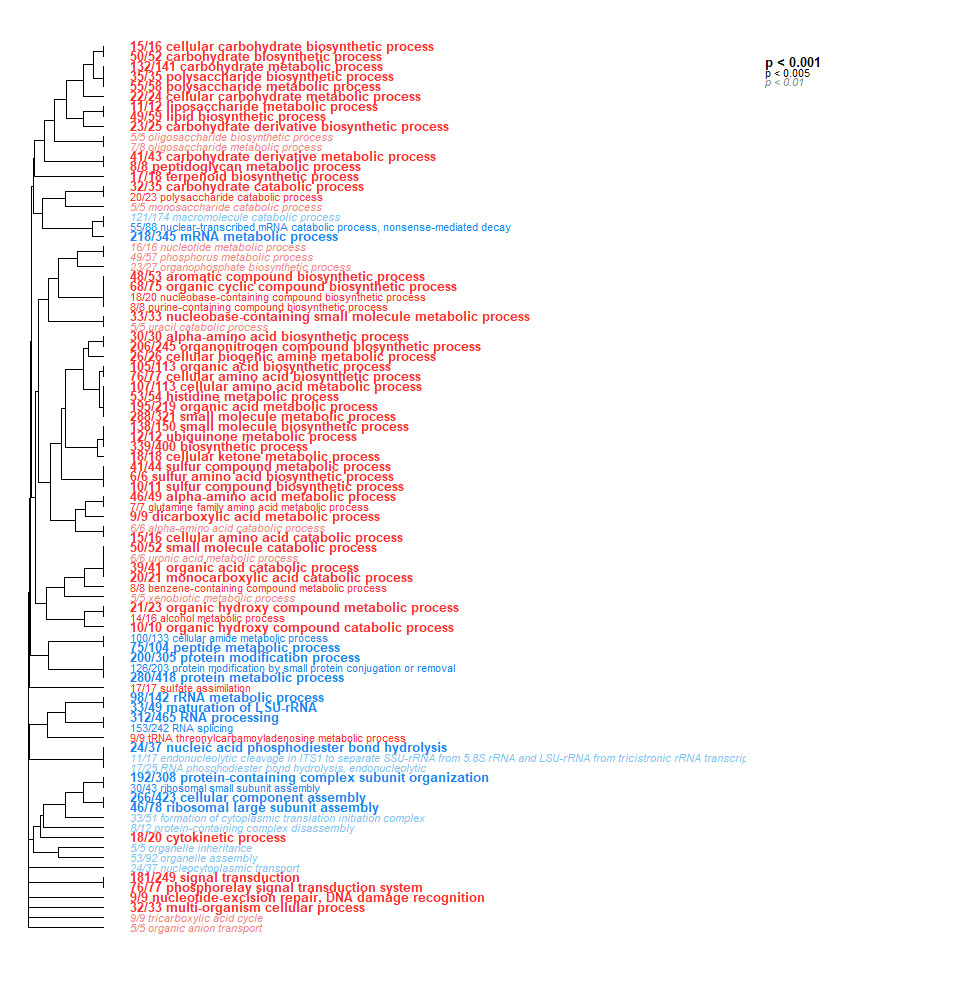 15/16 cellular carbohydrate biosynthetic process
50/52 carbohydrate biosynthetic process
132/141 carbohydrate metabolic process
35/35 polysaccharide biosynthetic process
55/58 polysaccharide metabolic process
22/24 cellular carbohydrate metabolic process
11/12 liposaccharide metabolic process
49/59 lipid biosynthetic process
23/25 carbohydrate derivative biosynthetic process
5/5 oligosaccharide biosynthetic process
7/8 oligosaccharide metabolic process
41/43 carbohydrate derivative metabolic process
8/8 peptidoglycan metabolic process
17/18 terpenoid biosynthetic process
32/35 carbohydrate catabolic process
20/23 polysaccharide catabolic process
5/5 monosaccharide catabolic process
121/174 macromolecule catabolic process
55/88 nuclear-transcribed mRNA catabolic process, nonsense-mediated decay
218/345 mRNA metabolic process
16/16 nucleotide metabolic process
49/57 phosphorus metabolic process
23/27 organophosphate biosynthetic process
48/53 aromatic compound biosynthetic process
68/75 organic cyclic compound biosynthetic process
18/20 nucleobase-containing compound biosynthetic process
8/8 purine-containing compound biosynthetic process
33/33 nucleobase-containing small molecule metabolic process
5/5 uracil catabolic process
30/30 alpha-amino acid biosynthetic process
206/245 organonitrogen compound biosynthetic process
26/26 cellular biogenic amine metabolic process
105/113 organic acid biosynthetic process
76/77 cellular amino acid biosynthetic process
107/113 cellular amino acid metabolic process
53/54 histidine metabolic process
195/219 organic acid metabolic process
288/321 small molecule metabolic process
138/150 small molecule biosynthetic process
12/12 ubiquinone metabolic process
339/400 biosynthetic process
18/18 cellular ketone metabolic process
41/44 sulfur compound metabolic process
6/6 sulfur amino acid biosynthetic process
10/11 sulfur compound biosynthetic process
46/49 alpha-amino acid metabolic process
7/7 glutamine family amino acid metabolic process
9/9 dicarboxylic acid metabolic process
6/6 alpha-amino acid catabolic process
15/16 cellular amino acid catabolic process
50/52 small molecule catabolic process
6/6 uronic acid metabolic process
39/41 organic acid catabolic process
20/21 monocarboxylic acid catabolic process
8/8 benzene-containing compound metabolic process
5/5 xenobiotic metabolic process
21/23 organic hydroxy compound metabolic process
14/16 alcohol metabolic process
10/10 organic hydroxy compound catabolic process
100/133 cellular amide metabolic process
75/104 peptide metabolic process
200/305 protein modification process
126/203 protein modification by small protein conjugation or removal
280/418 protein metabolic process
17/17 sulfate assimilation
98/142 rRNA metabolic process
33/49 maturation of LSU-rRNA
312/465 RNA processing
153/242 RNA splicing
9/9 tRNA threonylcarbamoyladenosine metabolic process
24/37 nucleic acid phosphodiester bond hydrolysis
11/17 endonucleolytic cleavage in ITS1 to separate SSU-rRNA from 5.8S rRNA and LSU-rRNA from tricistronic rRNA transcrip
17/25 RNA phosphodiester bond hydrolysis, endonucleolytic
192/308 protein-containing complex subunit organization
30/43 ribosomal small subunit assembly
266/423 cellular component assembly
46/78 ribosomal large subunit assembly
33/51 formation of cytoplasmic translation initiation complex
8/12 protein-containing complex disassembly
18/20 cytokinetic process
5/5 organelle inheritance
53/92 organelle assembly
24/37 nucleocytoplasmic transport
181/249 signal transduction
76/77 phosphorelay signal transduction system
9/9 nucleotide-excision repair, DNA damage recognition
32/33 multi-organism cellular process
9/9 tricarboxylic acid cycle
5/5 organic anion transport
p < 0.001
p < 0.005
p < 0.01